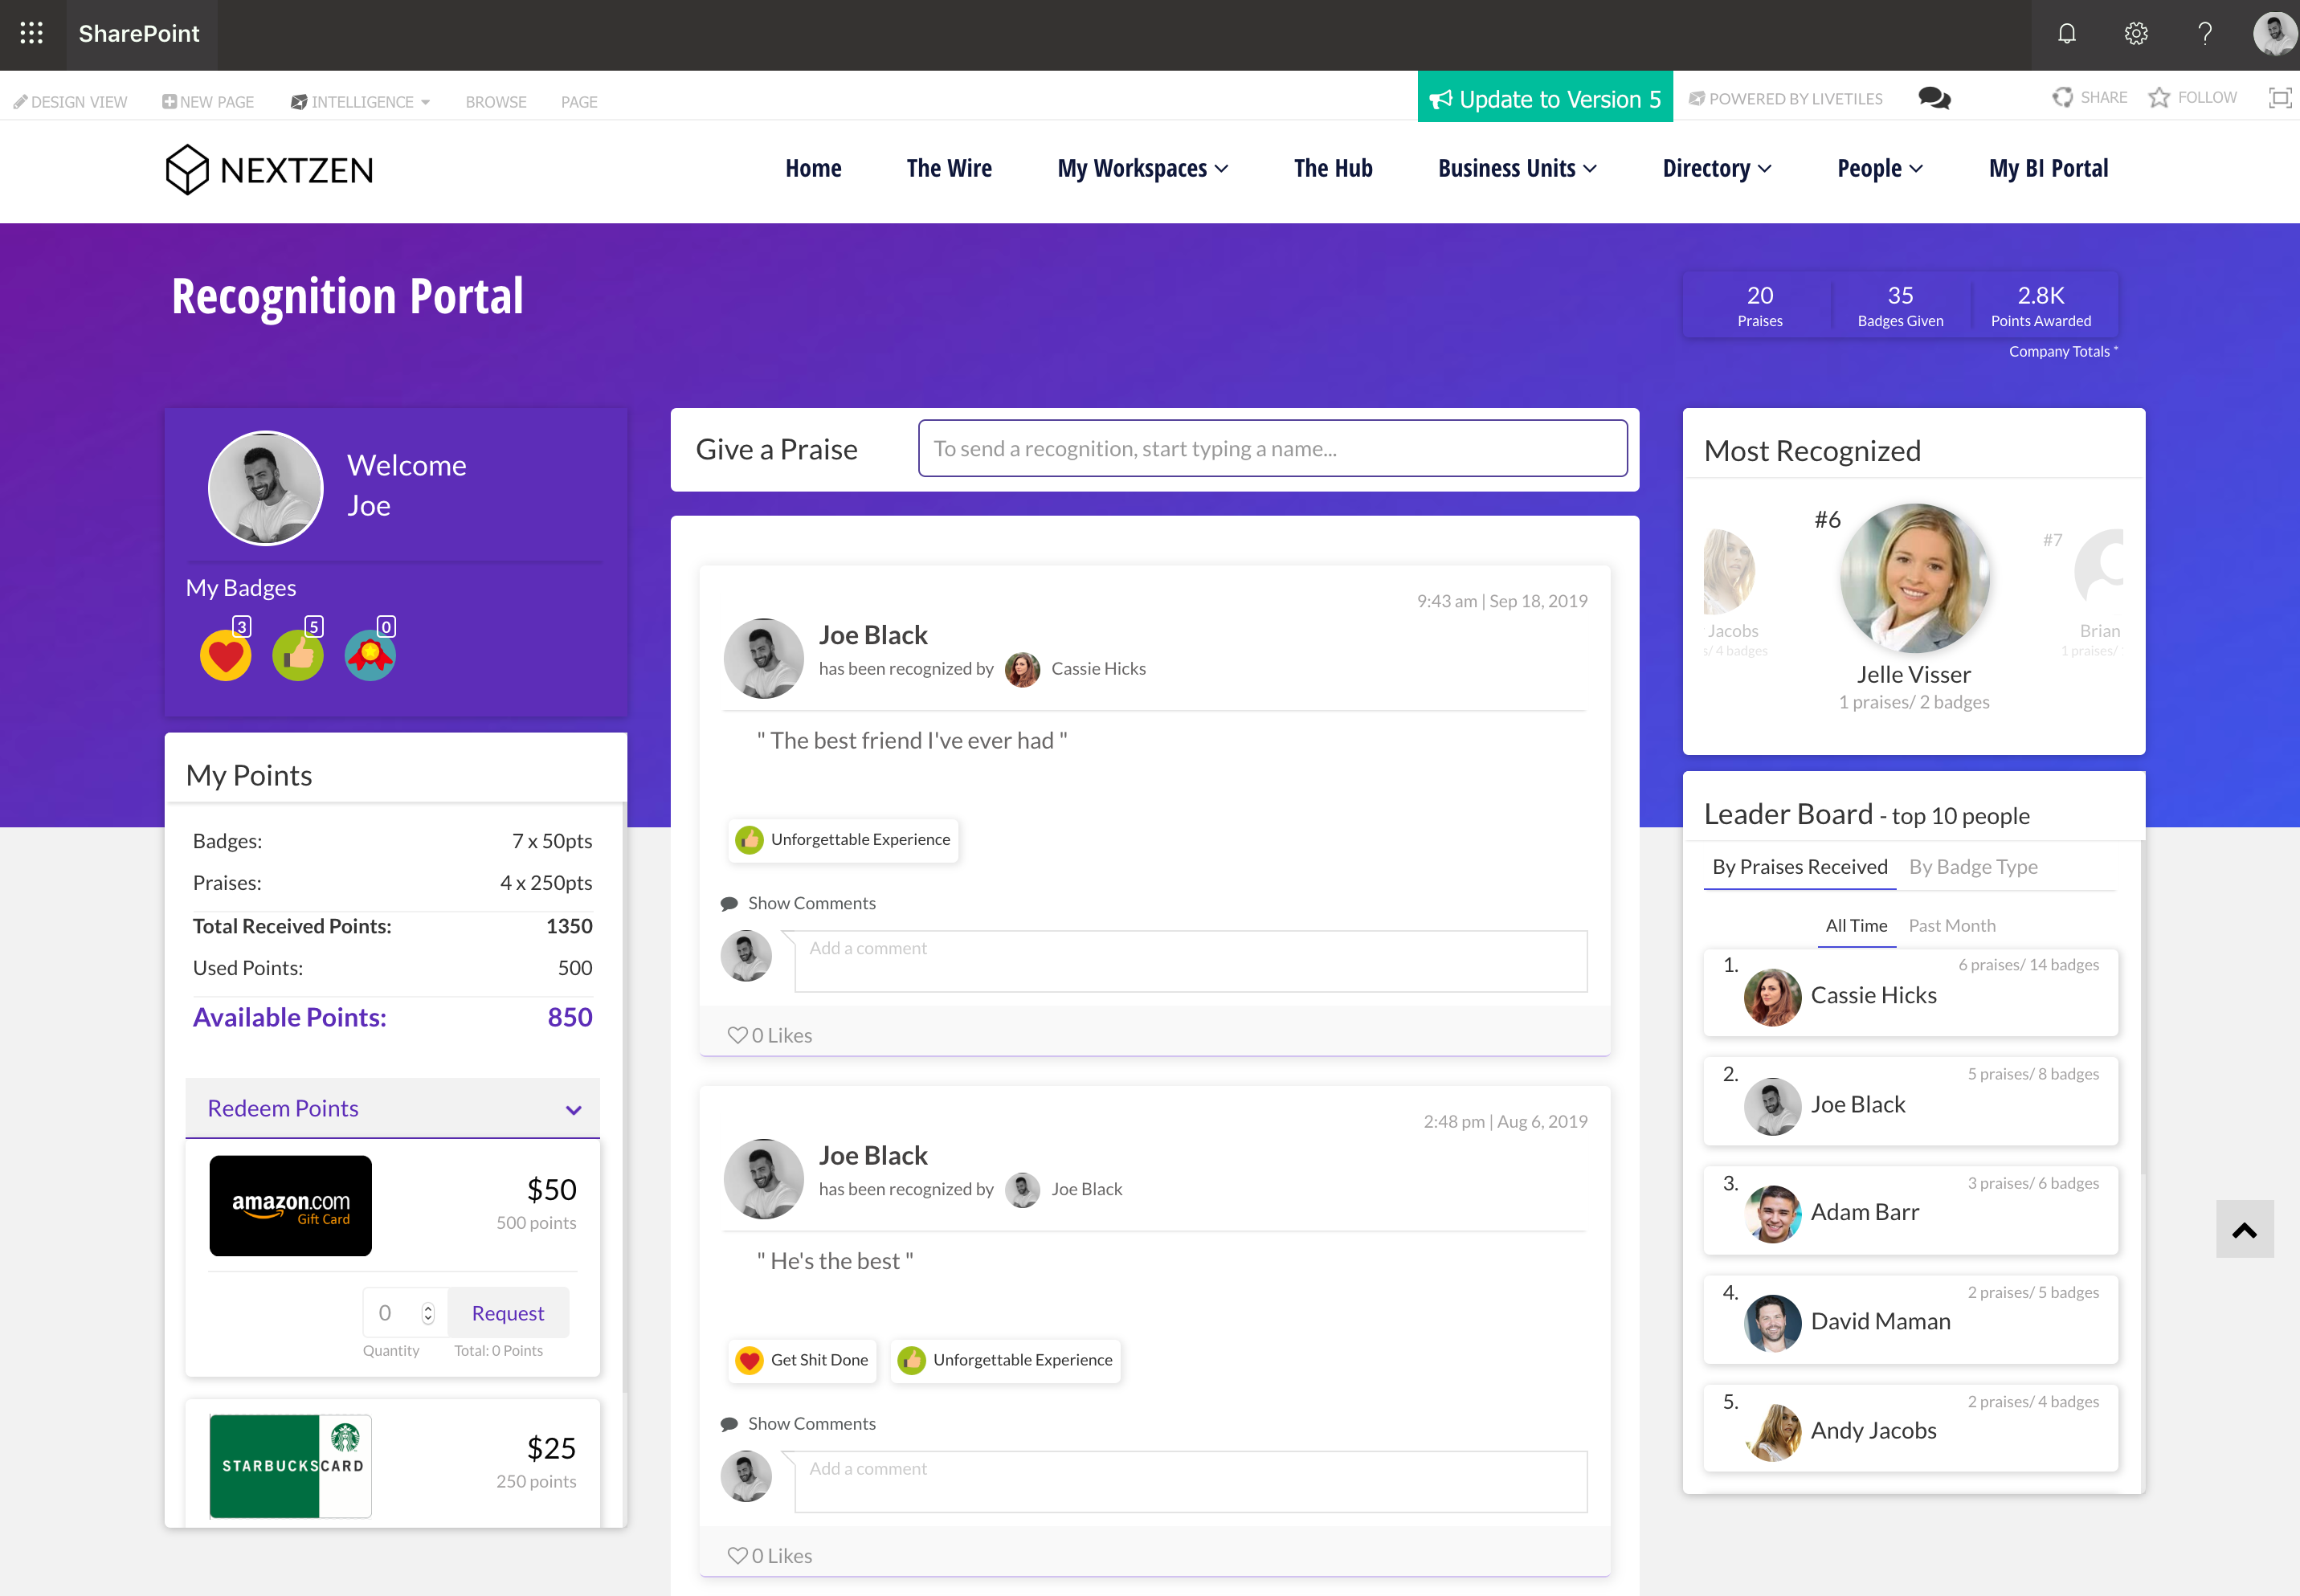 SharePoint
DESIGN VIEW
NEW PAGE
INTELLIGENCE
BROWSE
PAGE
Update to Version 5
POWERED BY LIVETILES
SHARE
FOLLOW
NEXTZEN
Home
The Wire
My Workspaces
The Hub
Business Units
Directory
People
My BI Portal
Recognition Portal
20
Praises
35
Badges Given
2.8K
Points Awarded
Company Totals *
Welcome
Joe
My Badges
3
5
0
My Points
Badges: 7 x 50pts
Praises: 4 x 250pts
Total Received Points: 1350
Used Points: 500
Available Points: 850
Redeem Points
amazon.com
Gift Card
$50
500 points
0
Request
Quantity
Total: 0 Points
STARBUCKS CARD
$25
250 points
Give a Praise
To send a recognition, start typing a name...
9:43 am | Sep 18, 2019
Joe Black
has been recognized by Cassie Hicks
" The best friend I've ever had "
Unforgettable Experience
Show Comments
Add a comment
0 Likes
2:48 pm | Aug 6, 2019
Joe Black
has been recognized by Joe Black
" He's the best "
Get Shit Done
Unforgettable Experience
Show Comments
Add a comment
0 Likes
Most Recognized
Jacobs
s/ 4 badges
#6
Jelle Visser
1 praises/ 2 badges
#7
Brian
1 praises/
Leader Board - top 10 people
By Praises Received
By Badge Type
All Time
Past Month
1.
6 praises/ 14 badges
Cassie Hicks
2.
5 praises/ 8 badges
Joe Black
3.
3 praises/ 6 badges
Adam Barr
4.
2 praises/ 5 badges
David Maman
5.
2 praises/ 4 badges
Andy Jacobs